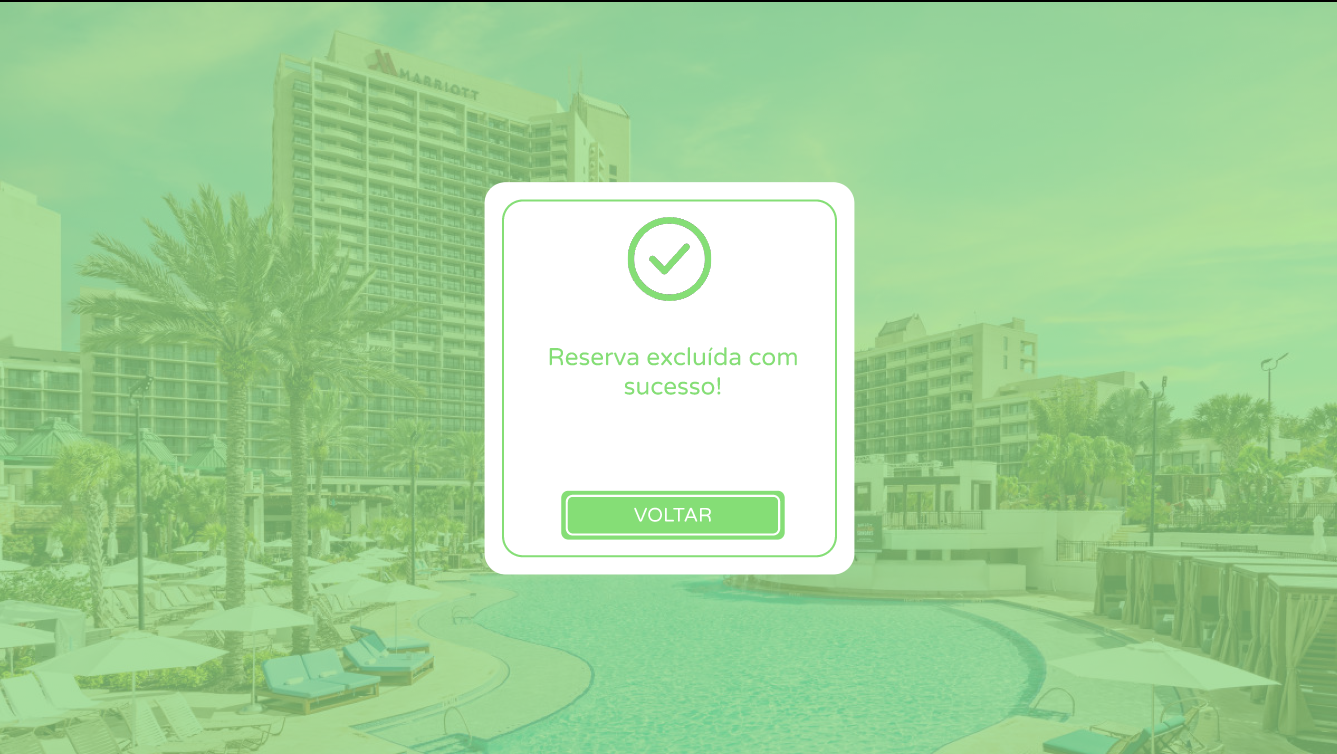 MARRIOTT
Reserva excluída com
sucesso!
VOLTAR